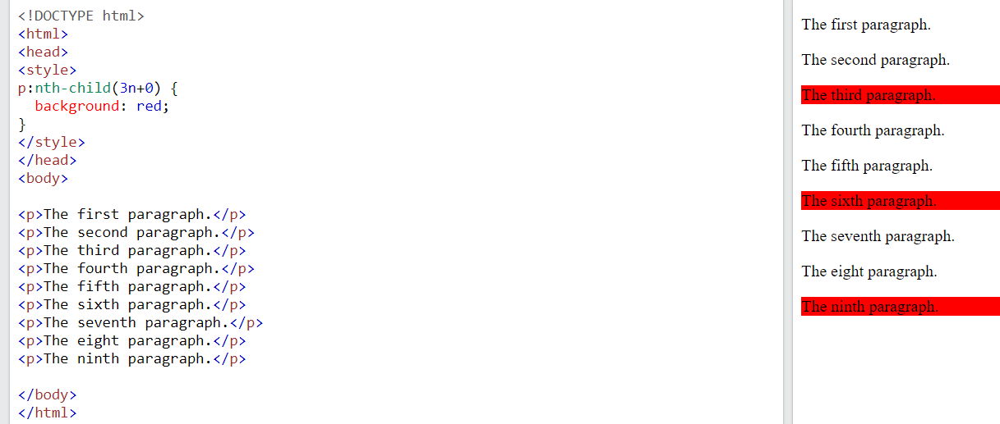 <!DOCTYPE html>
<html>
<head>
<style>
p:nth-child(3n+0) {
  background: red;
}
</style>
</head>
<body>
<p>The first paragraph.</p>
<p>The second paragraph.</p>
<p>The third paragraph.</p>
<p>The fourth paragraph.</p>
<p>The fifth paragraph.</p>
<p>The sixth paragraph.</p>
<p>The seventh paragraph.</p>
<p>The eight paragraph.</p>
<p>The ninth paragraph.</p>
</body>
</html>
The first paragraph.
The second paragraph.
The third paragraph.
The fourth paragraph.
The fifth paragraph.
The sixth paragraph.
The seventh paragraph.
The eight paragraph.
The ninth paragraph.